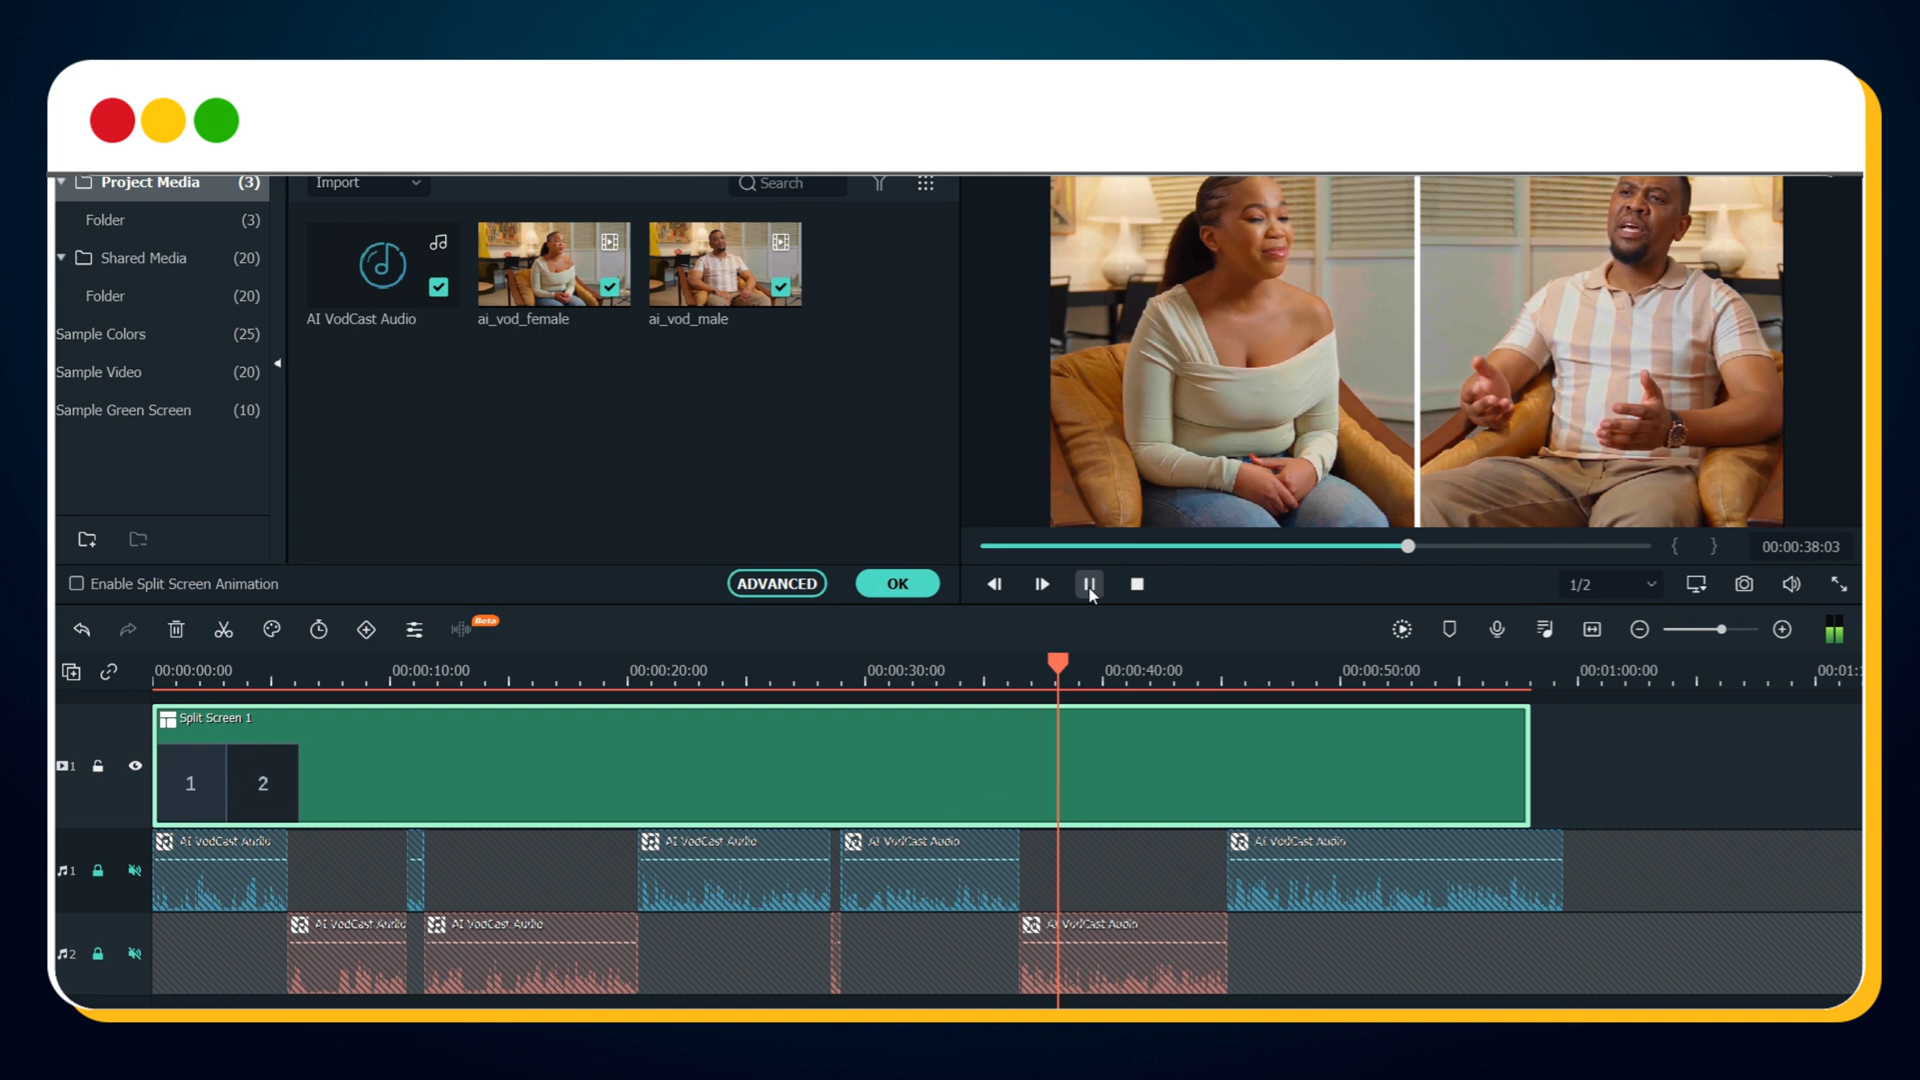 Project Media (3)
Folder (3)
Shared Media (20)
Folder (20)
Sample Colors (25)
Sample Video (20)
Sample Green Screen (10)
Import
Search
AI VodCast Audio
ai_vod_female
ai_vod_male
Enable Split Screen Animation
ADVANCED
OK
{ }
00:00:38:03
1/2
Beta
00:00:00:00
00:00:10:00
00:00:20:00
00:00:30:00
00:00:40:00
00:00:50:00
00:01:00:00
00:01:
Split Screen 1
1
2
1
AI VodCast Audio
AI VodCast Audio
AI VodCast Audio
AI VodCast Audio
1
AI VodCast Audio
AI VodCast Audio
AI VodCast Audio
2